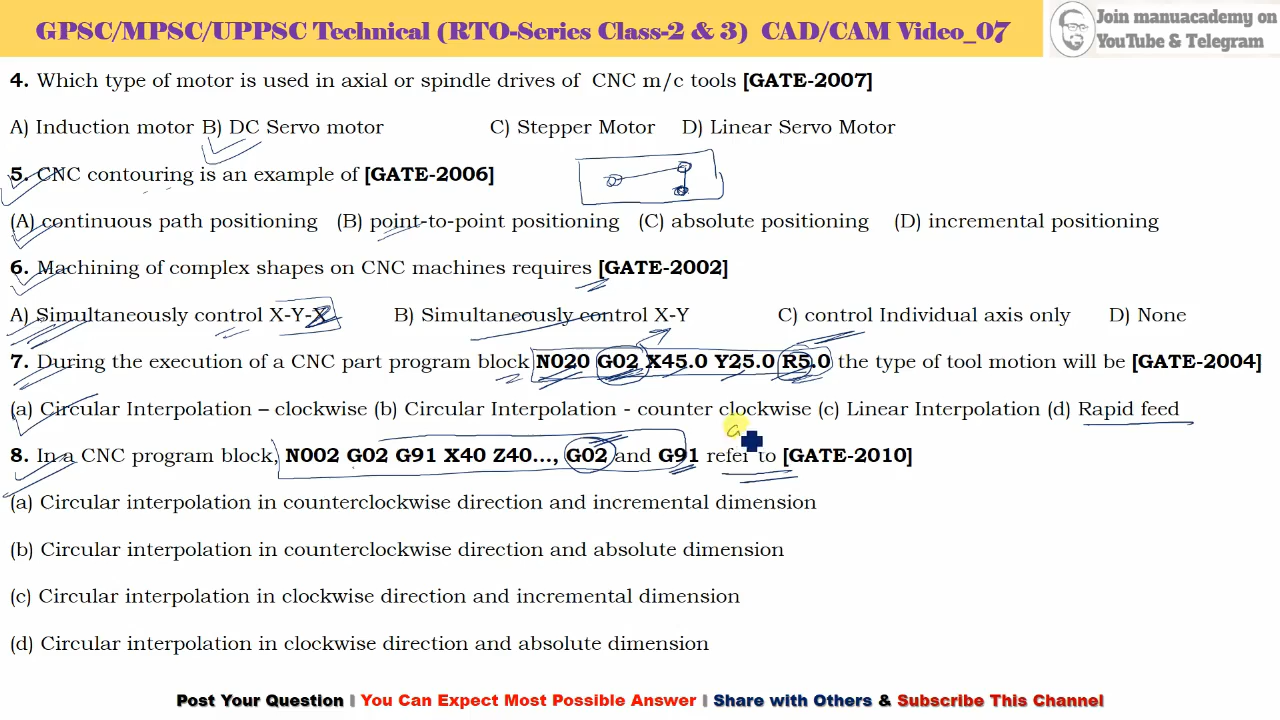 GPSC/MPSC/UPPSC Technical (RTO-Series Class-2 & 3) CAD/CAM Video_07
Join manuacademy on
YouTube & Telegram
4. Which type of motor is used in axial or spindle drives of CNC m/c tools [GATE-2007]
A) Induction motor B) DC Servo motor C) Stepper Motor D) Linear Servo Motor
5. CNC contouring is an example of [GATE-2006]
(A) continuous path positioning (B) point-to-point positioning (C) absolute positioning (D) incremental positioning
6. Machining of complex shapes on CNC machines requires [GATE-2002]
A) Simultaneously control X-Y-X B) Simultaneously control X-Y C) control Individual axis only D) None
7. During the execution of a CNC part program block N020 G02 X45.0 Y25.0 R5.0 the type of tool motion will be [GATE-2004]
(a) Circular Interpolation – clockwise (b) Circular Interpolation - counter clockwise (c) Linear Interpolation (d) Rapid feed
8. In a CNC program block, N002 G02 G91 X40 Z40..., G02 and G91 refer to [GATE-2010]
(a) Circular interpolation in counterclockwise direction and incremental dimension
(b) Circular interpolation in counterclockwise direction and absolute dimension
(c) Circular interpolation in clockwise direction and incremental dimension
(d) Circular interpolation in clockwise direction and absolute dimension
Post Your Question | You Can Expect Most Possible Answer | Share with Others & Subscribe This Channel